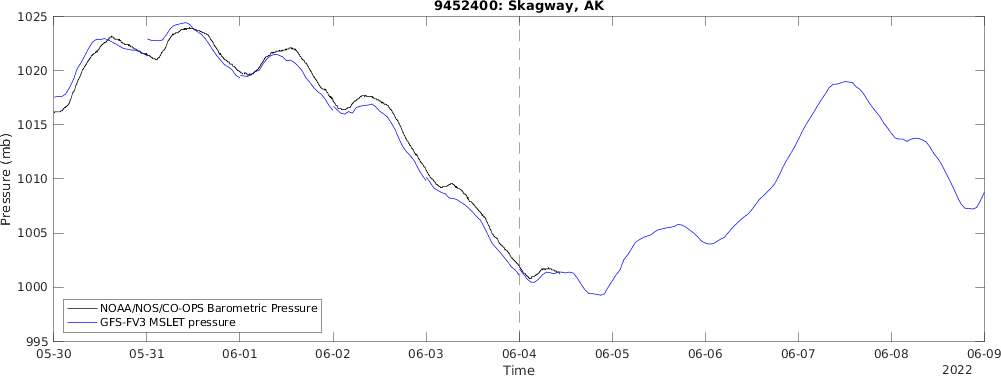 9452400: Skagway, AK
1025
1020
1015
1010
1005
1000
995
Pressure (mb)
NOAA/NOS/CO-OPS Barometric Pressure
GFS-FV3 MSLET pressure
05-30 05-31 06-01 06-02 06-03 06-04 06-05 06-06 06-07 06-08 06-09
Time
2022